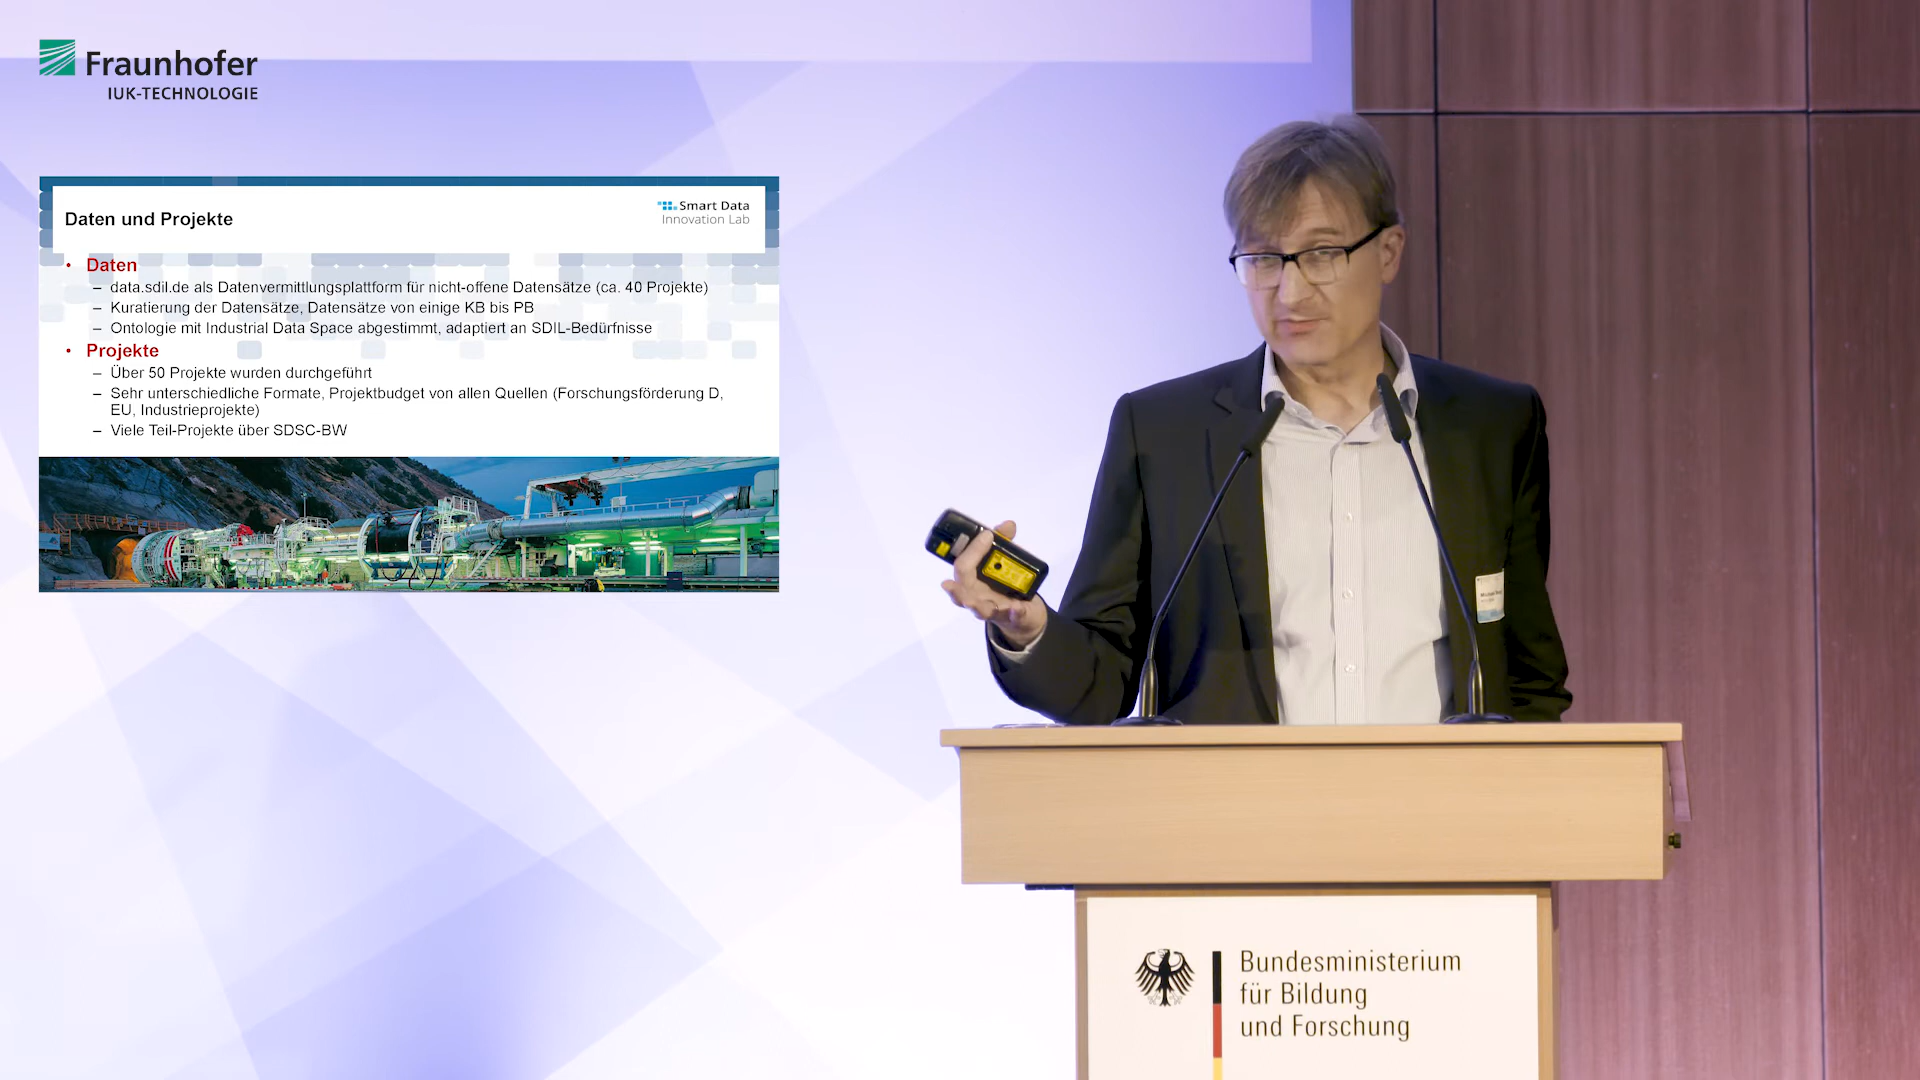 Fraunhofer
IUK-TECHNOLOGIE
Daten und Projekte
Smart Data
Innovation Lab
• Daten
– data.sdil.de als Datenvermittlungsplattform für nicht-offene Datensätze (ca. 40 Projekte)
– Kuratierung der Datensätze, Datensätze von einige KB bis PB
– Ontologie mit Industrial Data Space abgestimmt, adaptiert an SDIL-Bedürfnisse
• Projekte
– Über 50 Projekte wurden durchgeführt
– Sehr unterschiedliche Formate, Projektbudget von allen Quellen (Forschungsförderung D,
EU, Industrieprojekte)
– Viele Teil-Projekte über SDSC-BW
Michael
Bundesministerium
für Bildung
und Forschung